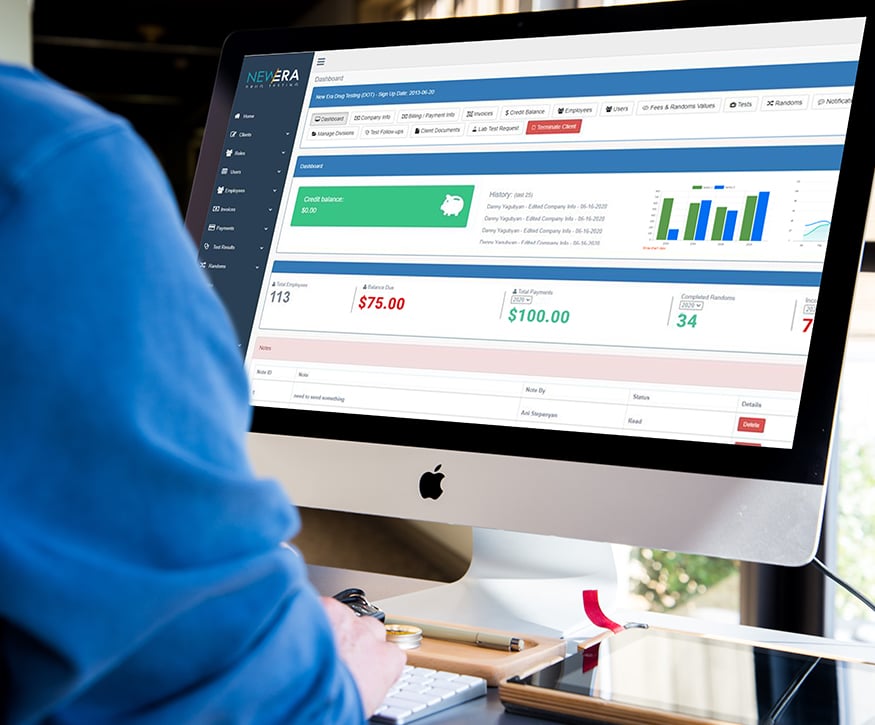 NEWERA
DRUG TESTING
Home
Clients
Roles
Users
Employees
Invoices
Payments
Test Results
Randoms
Dashboard
New Era Drug Testing (DOT) - Sign Up Date: 2013-06-20
Dashboard Company Info Billing / Payment Info Invoices $ Credit Balance Employees Users </> Fees & Randoms Values Tests Randoms
Manage Divisions Test Follow-ups Client Documents Lab Test Request Terminate Client
Dashboard
Credit balance:
$0.00
History: (last 25)
Danny Yagubyan - Edited Company Info - 06-16-2020
Danny Yagubyan - Edited Company Info - 06-16-2020
Danny Yagubyan - Edited Company Info - 06-16-2020
Danny Yagubyan - Edited Company Info - 06-16-2020
Total Employees
113
Balance Due
$75.00
Total Payments
2020
$100.00
Completed Randoms
2020
34
7
Notes
Note ID Note Note By Status Details
1 need to send something Ani Stepanyan Read Delete